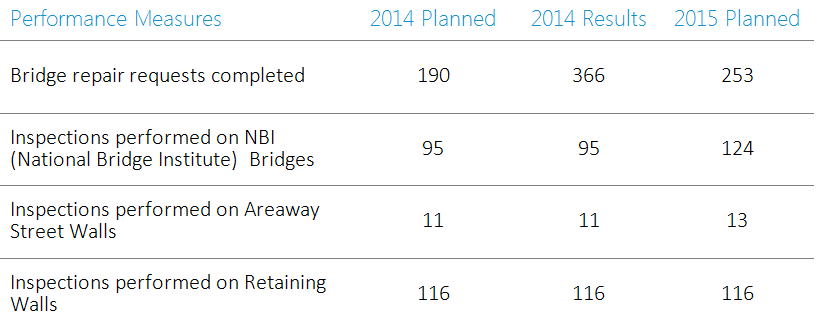 Performance Measures 2014 Planned 2014 Results 2015 Planned
Bridge repair requests completed 190 366 253
Inspections performed on NBI
(National Bridge Institute)  Bridges 95 95 124
Inspections performed on Areaway
Street Walls 11 11 13
Inspections performed on Retaining
Walls 116 116 116